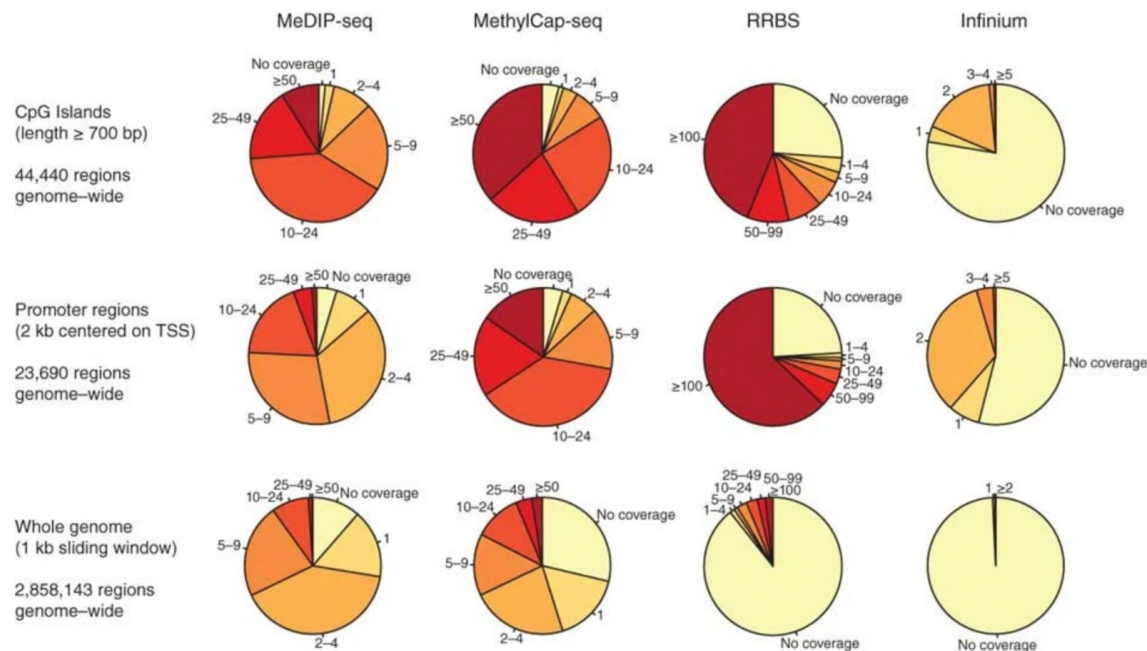 MeDIP-seq
MethylCap-seq
RRBS
Infinium
CpG Islands
(length ≥ 700 bp)
44,440 regions
genome–wide
No coverage
1
2–4
5–9
10–24
25–49
≥50
No coverage
1
2–4
5–9
10–24
25–49
≥50
No coverage
1–4
5–9
10–24
25–49
50–99
≥100
3–4
≥5
2
1
No coverage
Promoter regions
(2 kb centered on TSS)
23,690 regions
genome–wide
≥50
No coverage
1
2–4
5–9
10–24
25–49
No coverage
1
2–4
5–9
10–24
25–49
≥50
No coverage
1–4
5–9
10–24
25–49
50–99
≥100
3–4
≥5
2
1
No coverage
Whole genome
(1 kb sliding window)
2,858,143 regions
genome–wide
≥50
No coverage
1
2–4
5–9
10–24
25–49
≥50
No coverage
1
2–4
5–9
10–24
25–49
25–49
50–99
10–24
≥100
5–9
1–4
No coverage
1
≥2
No coverage